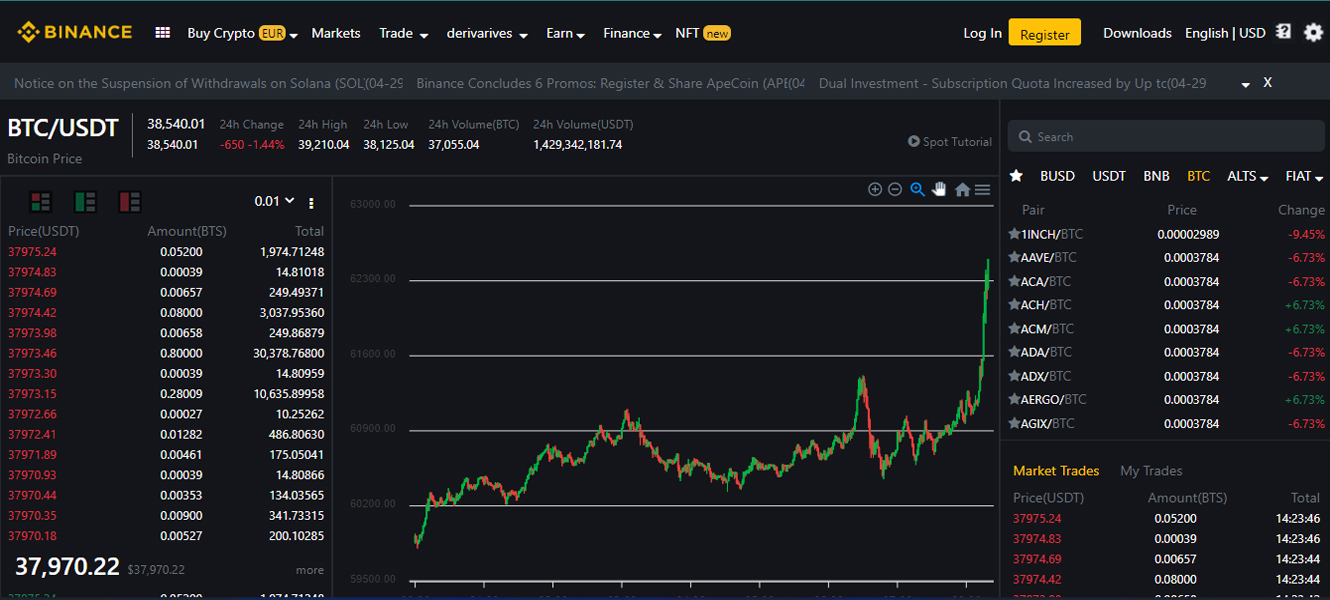 BINANCE Buy Crypto EUR Markets Trade derivarives Earn Finance NFT new Log In Register Downloads English | USD
Notice on the Suspension of Withdrawals on Solana (SOL)(04-29 Binance Concludes 6 Promos: Register & Share ApeCoin (APE(04 Dual Investment - Subscription Quota Increased by Up tc(04-29 X
BTC/USDT
Bitcoin Price
38,540.01 24h Change 24h High 24h Low 24h Volume(BTC) 24h Volume(USDT)
38,540.01 -650 -1.44% 39,210.04 38,125.04 37,055.04 1,429,342,181.74
Spot Tutorial
0.01
Price(USDT) Amount(BTS) Total
37975.24 0.05200 1,974.71248
37974.83 0.00039 14.81018
37974.69 0.00657 249.49371
37974.42 0.08000 3,037.95360
37973.98 0.00658 249.86879
37973.46 0.80000 30,378.76800
37973.30 0.00039 14.80959
37973.15 0.28009 10,635.89958
37972.66 0.00027 10.25262
37972.41 0.01282 486.80630
37971.89 0.00461 175.05041
37970.93 0.00039 14.80866
37970.44 0.00353 134.03565
37970.35 0.00900 341.73315
37970.18 0.00527 200.10285
37,970.22 $37,970.22 more
63000.00
62300.00
61600.00
60900.00
60200.00
59500.00
Search
BUSD USDT BNB BTC ALTS FIAT
Pair Price Change
1INCH/BTC 0.00002989 -9.45%
AAVE/BTC 0.0003784 -6.73%
ACA/BTC 0.0003784 -6.73%
ACH/BTC 0.0003784 +6.73%
ACM/BTC 0.0003784 +6.73%
ADA/BTC 0.0003784 -6.73%
ADX/BTC 0.0003784 -6.73%
AERGO/BTC 0.0003784 +6.73%
AGIX/BTC 0.0003784 -6.73%
Market Trades My Trades
Price(USDT) Amount(BTS) Total
37975.24 0.05200 14:23:46
37974.83 0.00039 14:23:46
37974.69 0.00657 14:23:44
37974.42 0.08000 14:23:44